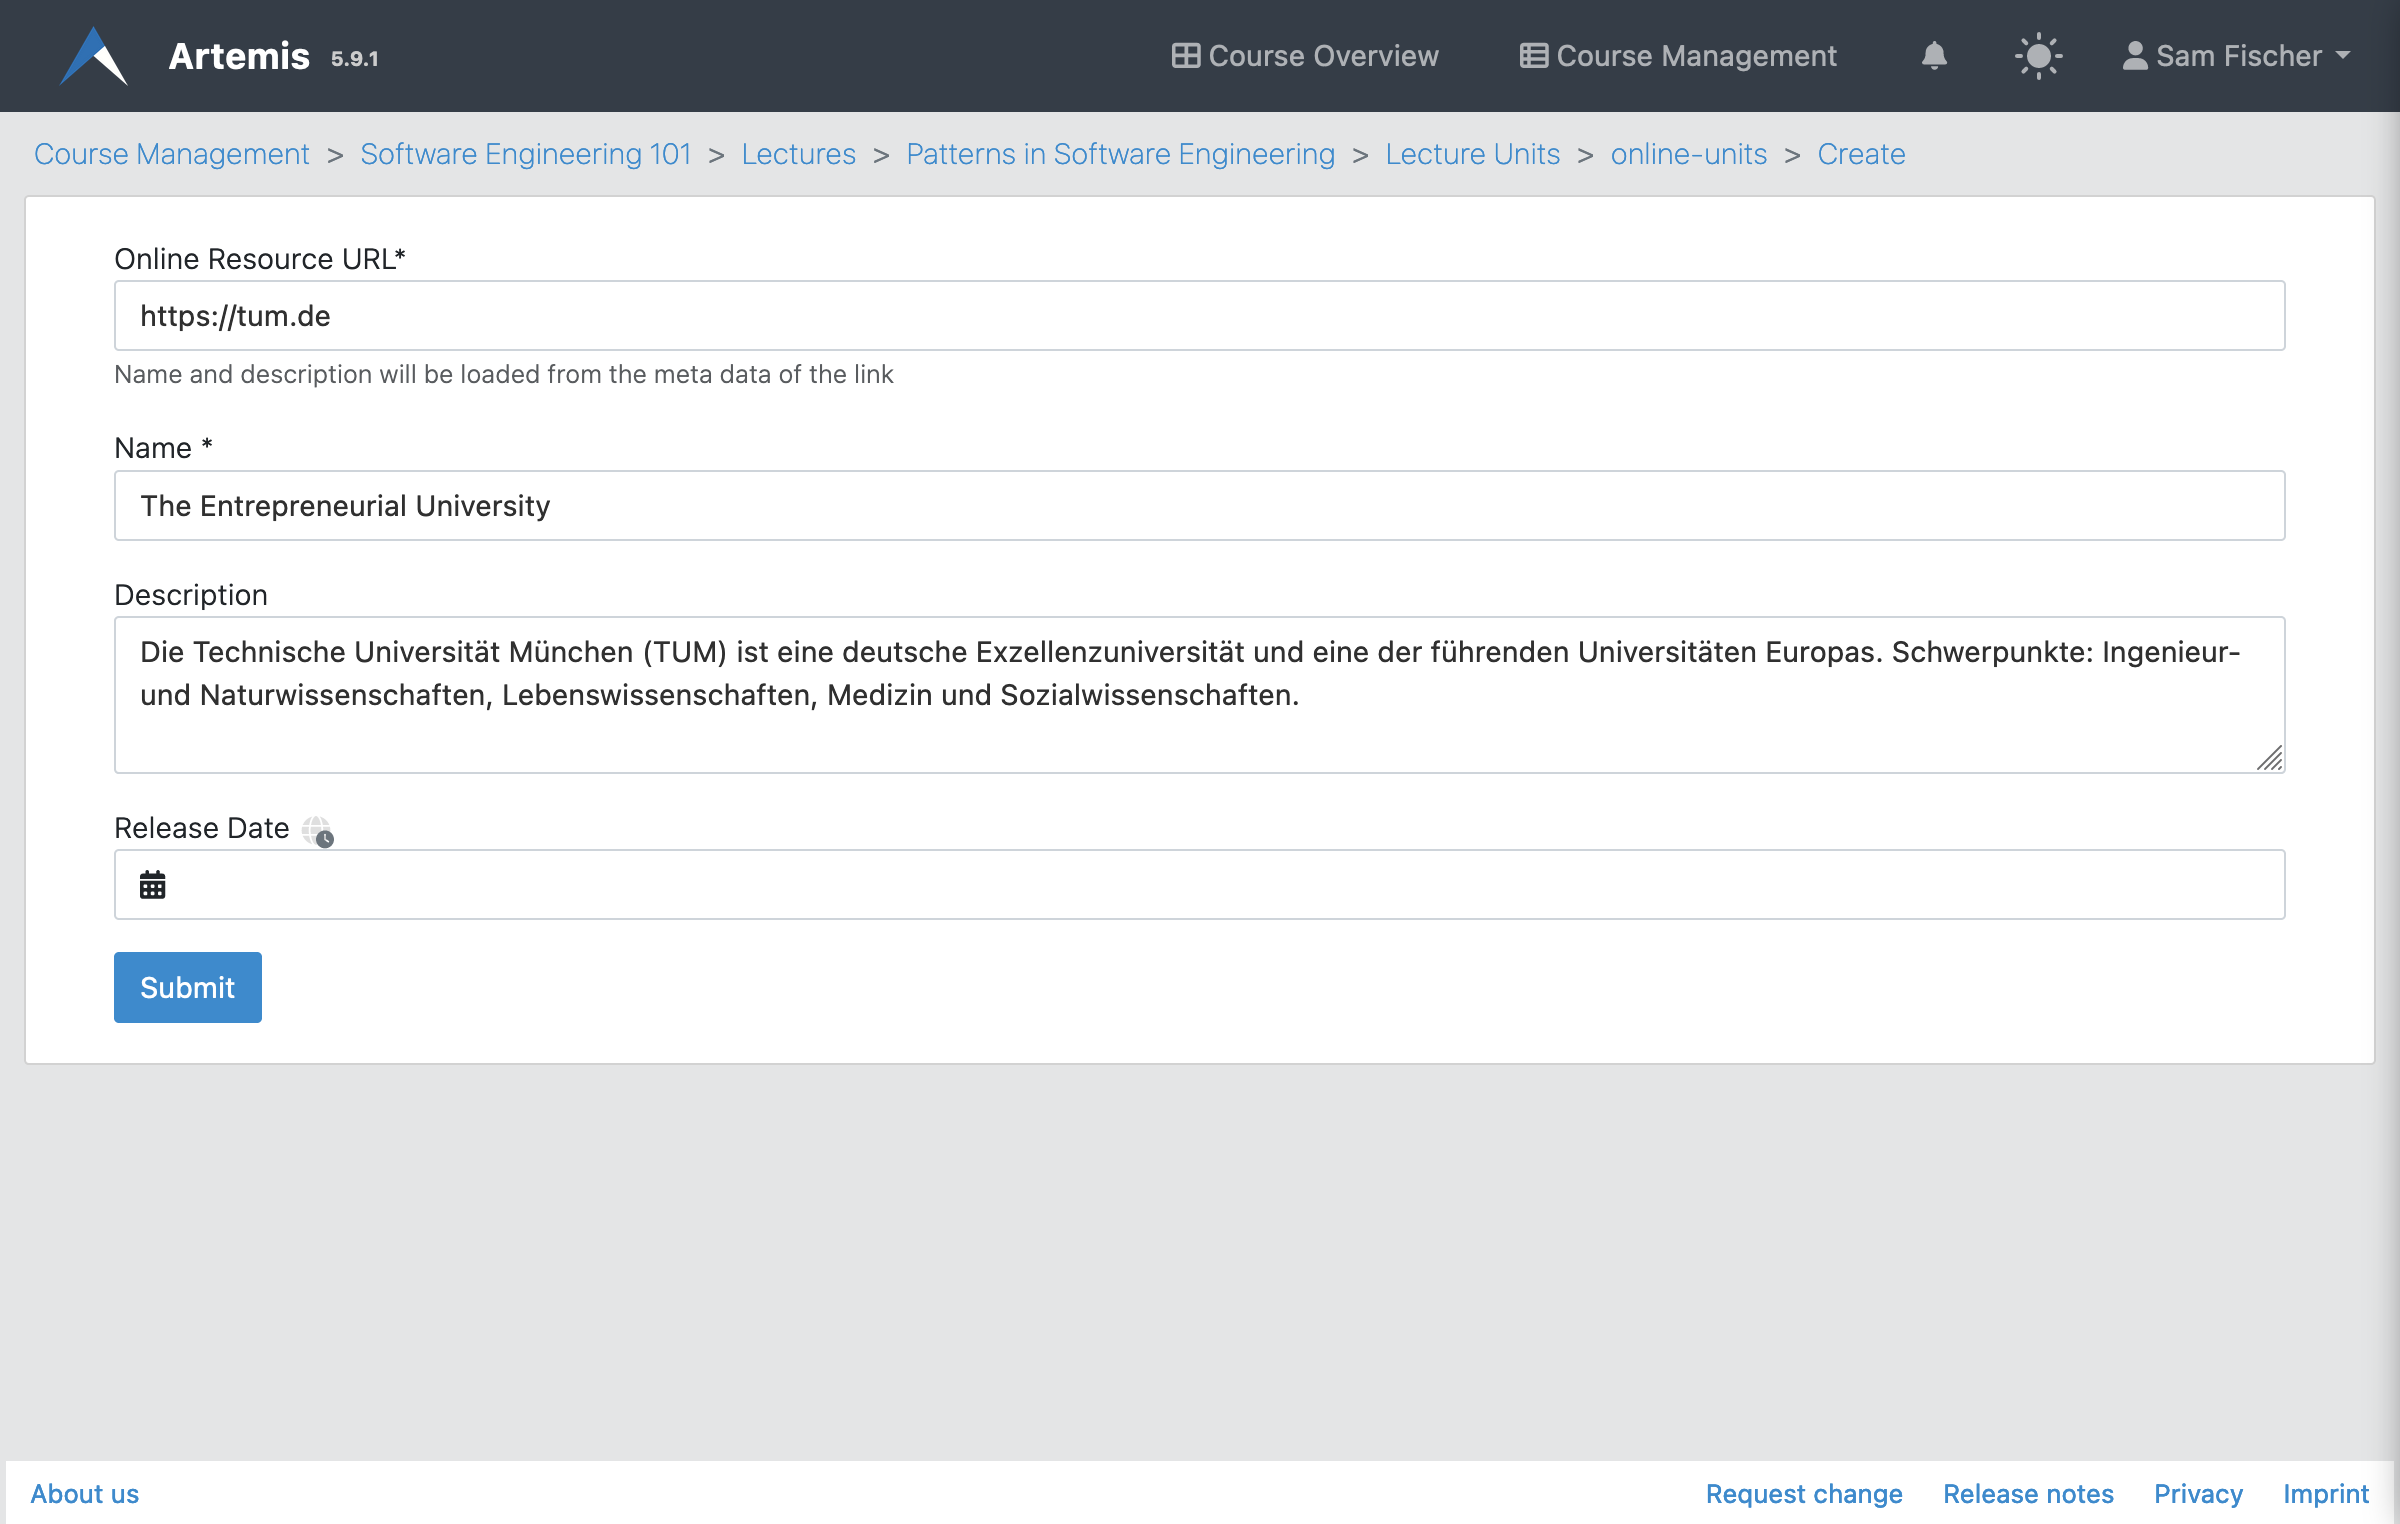 Artemis 5.9.1 Course Overview Course Management Sam Fischer
Course Management > Software Engineering 101 > Lectures > Patterns in Software Engineering > Lecture Units > online-units > Create
Online Resource URL*
https://tum.de
Name and description will be loaded from the meta data of the link
Name *
The Entrepreneurial University
Description
Die Technische Universität München (TUM) ist eine deutsche Exzellenzuniversität und eine der führenden Universitäten Europas. Schwerpunkte: Ingenieur-
und Naturwissenschaften, Lebenswissenschaften, Medizin und Sozialwissenschaften.
Release Date
Submit
About us Request change Release notes Privacy Imprint